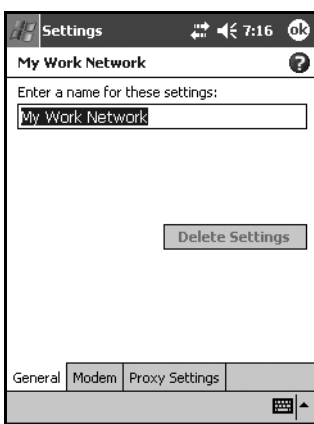 Settings 7:16 ok
My Work Network ?
Enter a name for these settings:
My Work Network
Delete Settings
General Modem Proxy Settings